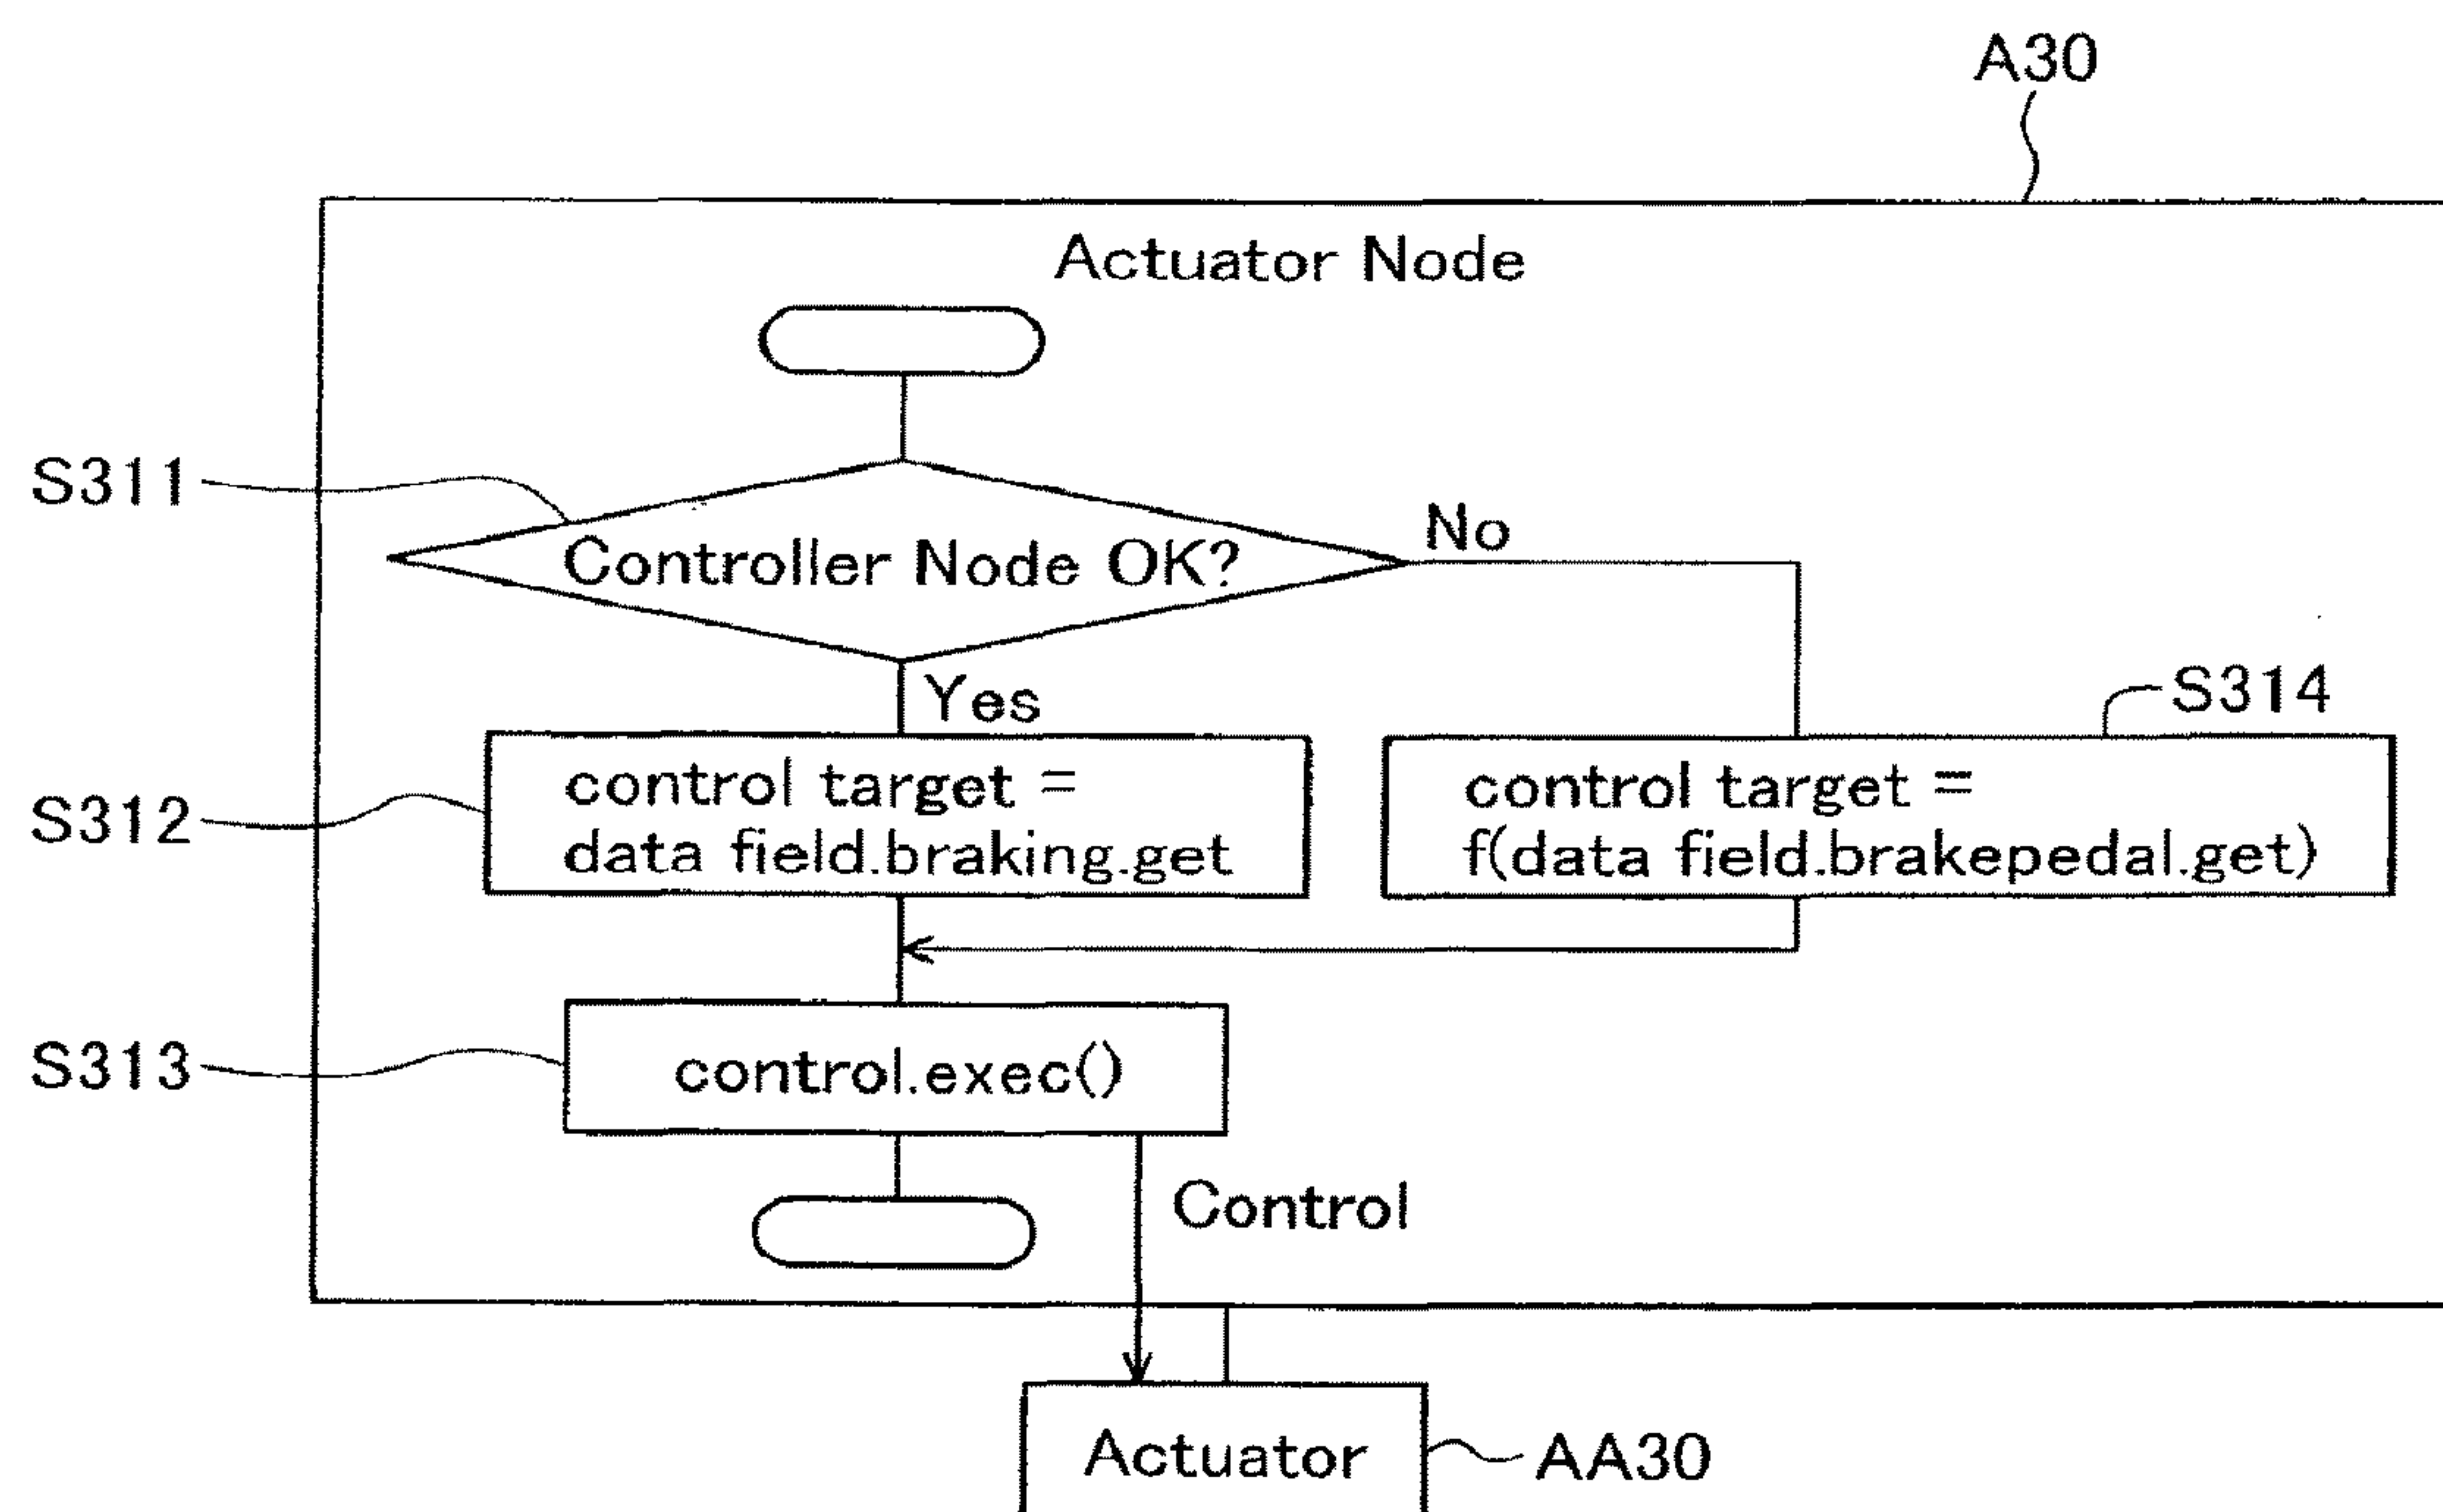 A30
Actuator Node
S311
Controller Node OK?
No
Yes
S314
S312
control target =
data field.braking.get
control target =
f(data field.brakepedal.get)
S313
control.exec()
Control
Actuator
AA30